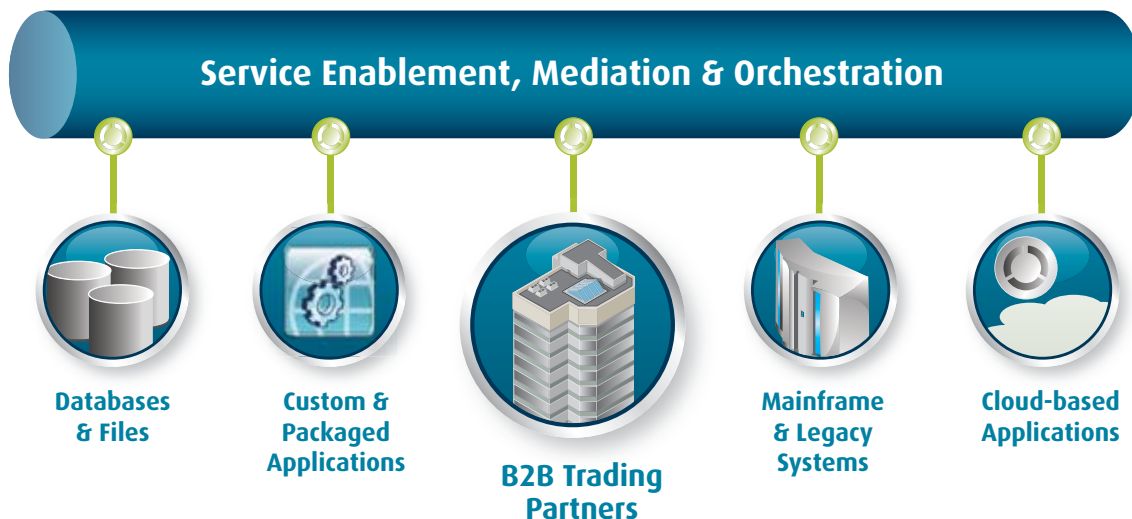 Service Enablement, Mediation & Orchestration
Databases
& Files
Custom &
Packaged
Applications
B2B Trading
Partners
Mainframe
& Legacy
Systems
Cloud-based
Applications